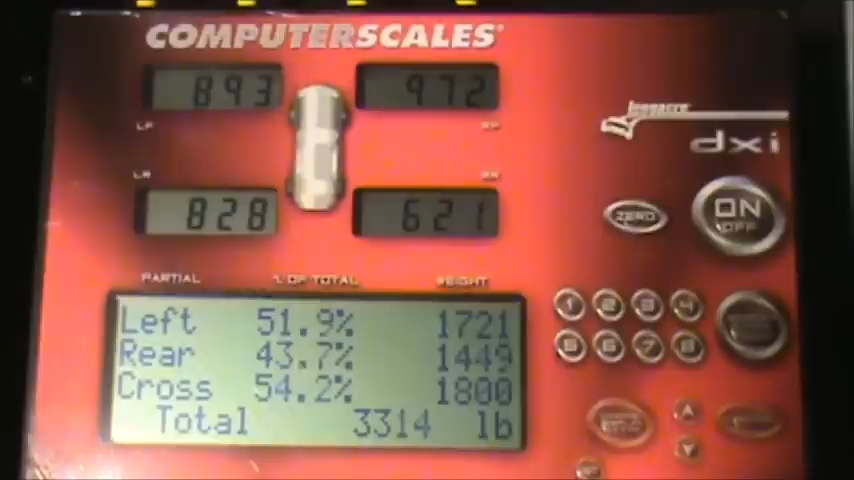 COMPUTERSCALES
893 972
LF RF
LR RR
828 621
longacre
dxi
ZERO
ON
OFF
PARTIAL % OF TOTAL WEIGHT
Left 51.9% 1721
Rear 43.7% 1449
Cross 54.2% 1800
Total 3314 lb
1 2 3 4
5 6 7 8